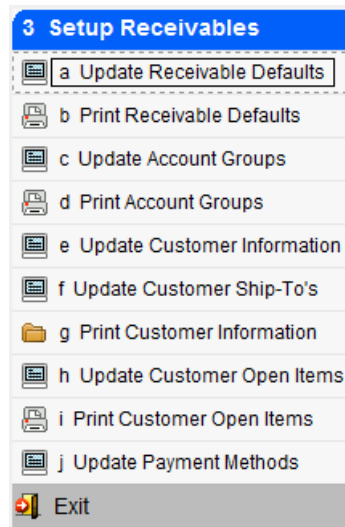 3 Setup Receivables
a Update Receivable Defaults
b Print Receivable Defaults
c Update Account Groups
d Print Account Groups
e Update Customer Information
f Update Customer Ship-To's
g Print Customer Information
h Update Customer Open Items
i Print Customer Open Items
j Update Payment Methods
Exit